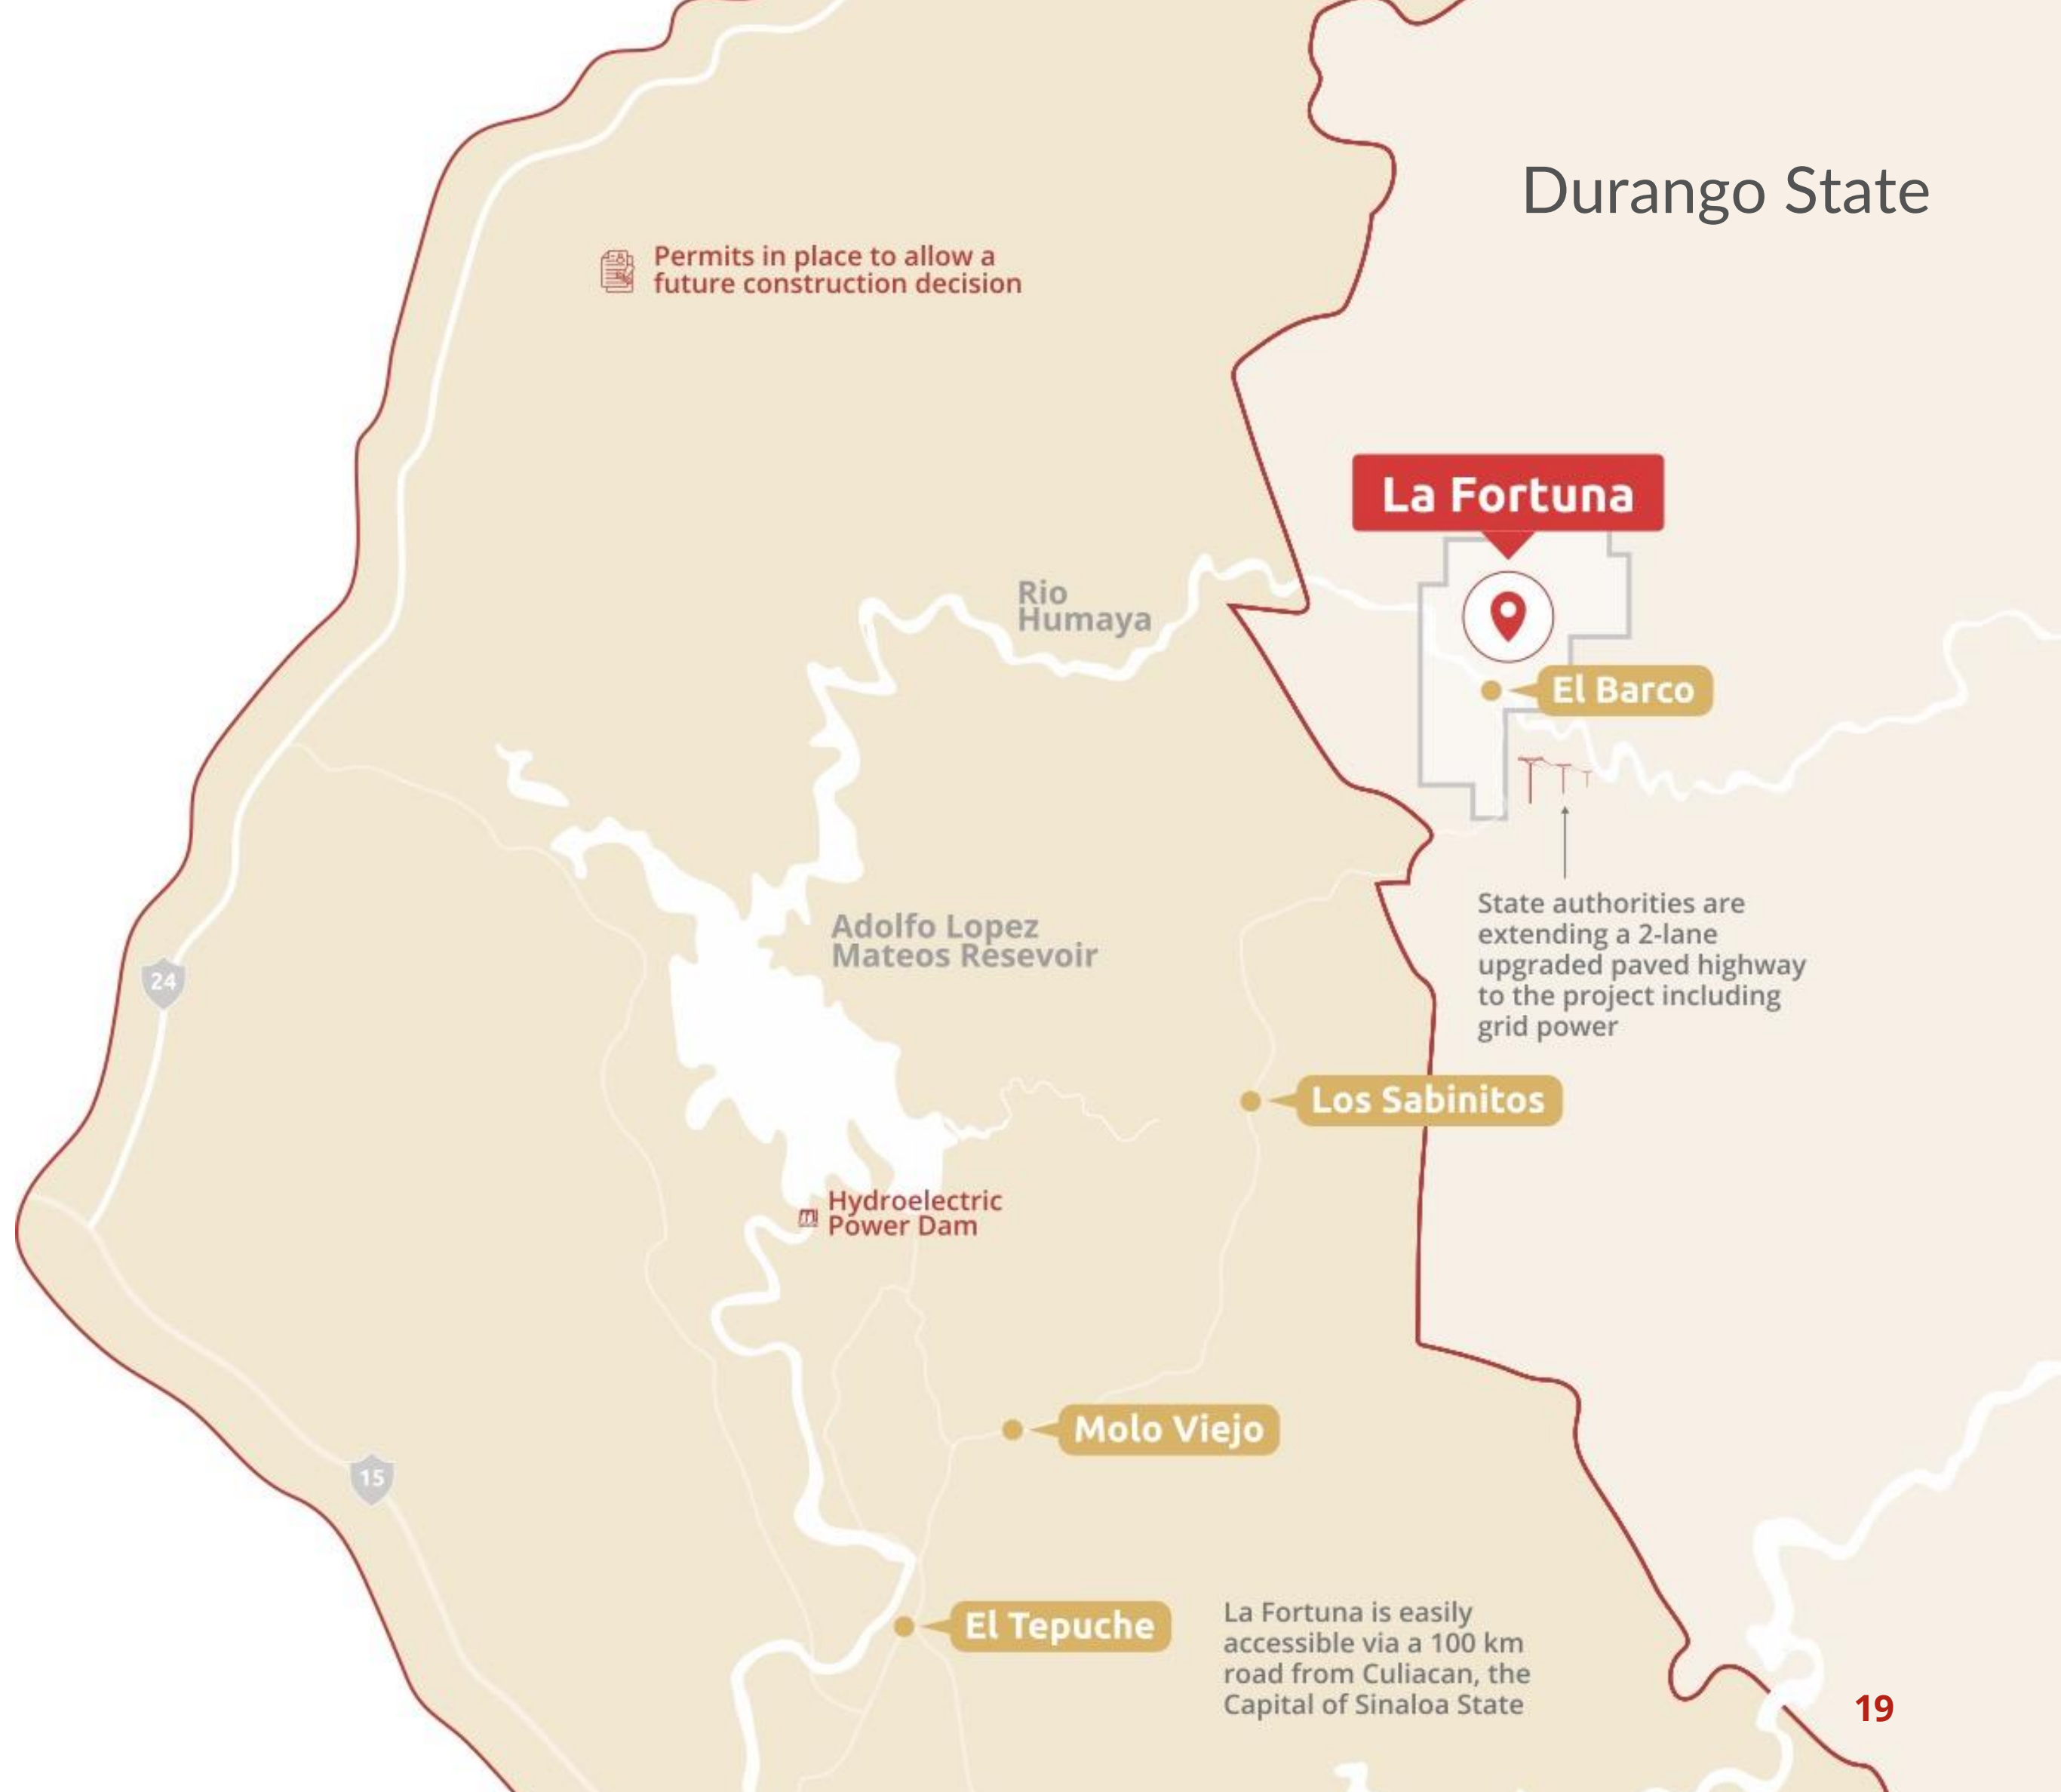 Durango State
Permits in place to allow a
future construction decision
La Fortuna
Rio
Humaya
El Barco
State authorities are
extending a 2-lane
upgraded paved highway
to the project including
grid power
Adolfo Lopez
Mateos Resevoir
24
Los Sabinitos
Hydroelectric
Power Dam
Molo Viejo
15
El Tepuche
La Fortuna is easily
accessible via a 100 km
road from Culiacan, the
Capital of Sinaloa State
19